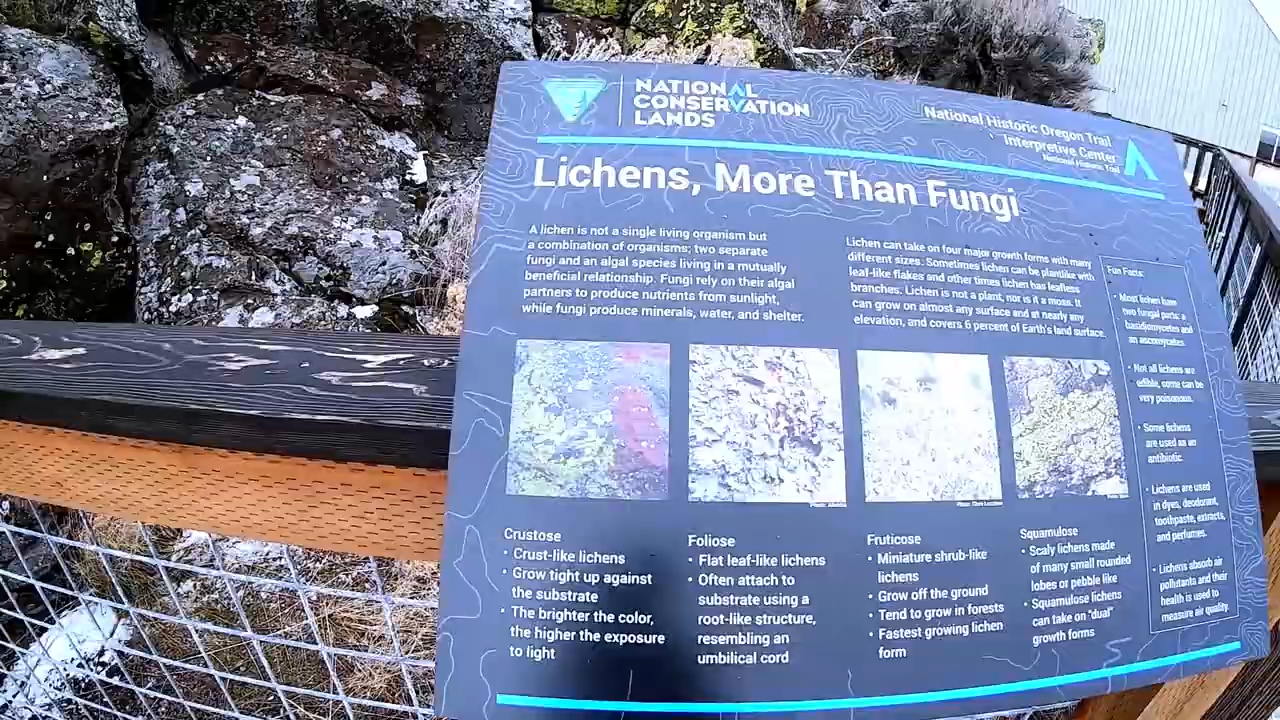 NATIONAL
CONSERVATION
LANDS
National Historic Oregon Trail
Interpretive Center
National Historic Trail
Lichens, More Than Fungi
A lichen is not a single living organism but
a combination of organisms; two separate
fungi and an algal species living in a mutually
beneficial relationship. Fungi rely on their algal
partners to produce nutrients from sunlight,
while fungi produce minerals, water, and shelter.
Lichen can take on four major growth forms with many
different sizes. Sometimes lichen can be plantlike with
leaf-like flakes and other times lichen has leafless
branches. Lichen is not a plant, nor is it a moss. It
can grow on almost any surface and at nearly any
elevation, and covers 6 percent of Earth's land surface.
Crustose
• Crust-like lichens
• Grow tight up against
the substrate
• The brighter the color,
the higher the exposure
to light
Foliose
• Flat leaf-like lichens
• Often attach to
substrate using a
root-like structure,
resembling an
umbilical cord
Fruticose
• Miniature shrub-like
lichens
• Grow off the ground
• Tend to grow in forests
• Fastest growing lichen
form
Squamulose
• Scaly lichens made
of many small rounded
lobes or pebble like
• Squamulose lichens
can take on "dual"
growth forms
Fun Facts:
• Most lichen have
two fungal parts: a
basidiomycetes and
an ascomycetes.
• Not all lichens are
edible, some can be
very poisonous.
• Some lichens
are used as an
antibiotic.
• Lichens are used
in dyes, deodorant,
toothpaste, extracts,
and perfumes.
• Lichens absorb air
pollutants and their
health is used to
measure air quality.